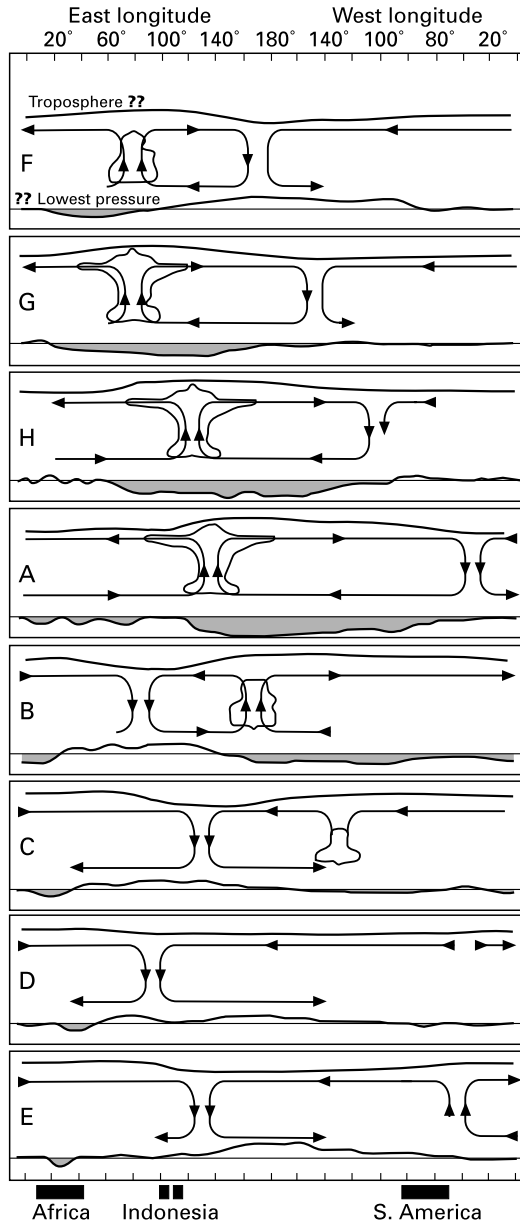 East longitude West longitude
20° 60° 100° 140° 180° 140° 100° 80° 20°
Troposphere ??
F
?? Lowest pressure
G
H
A
B
C
D
E
Africa Indonesia S. America